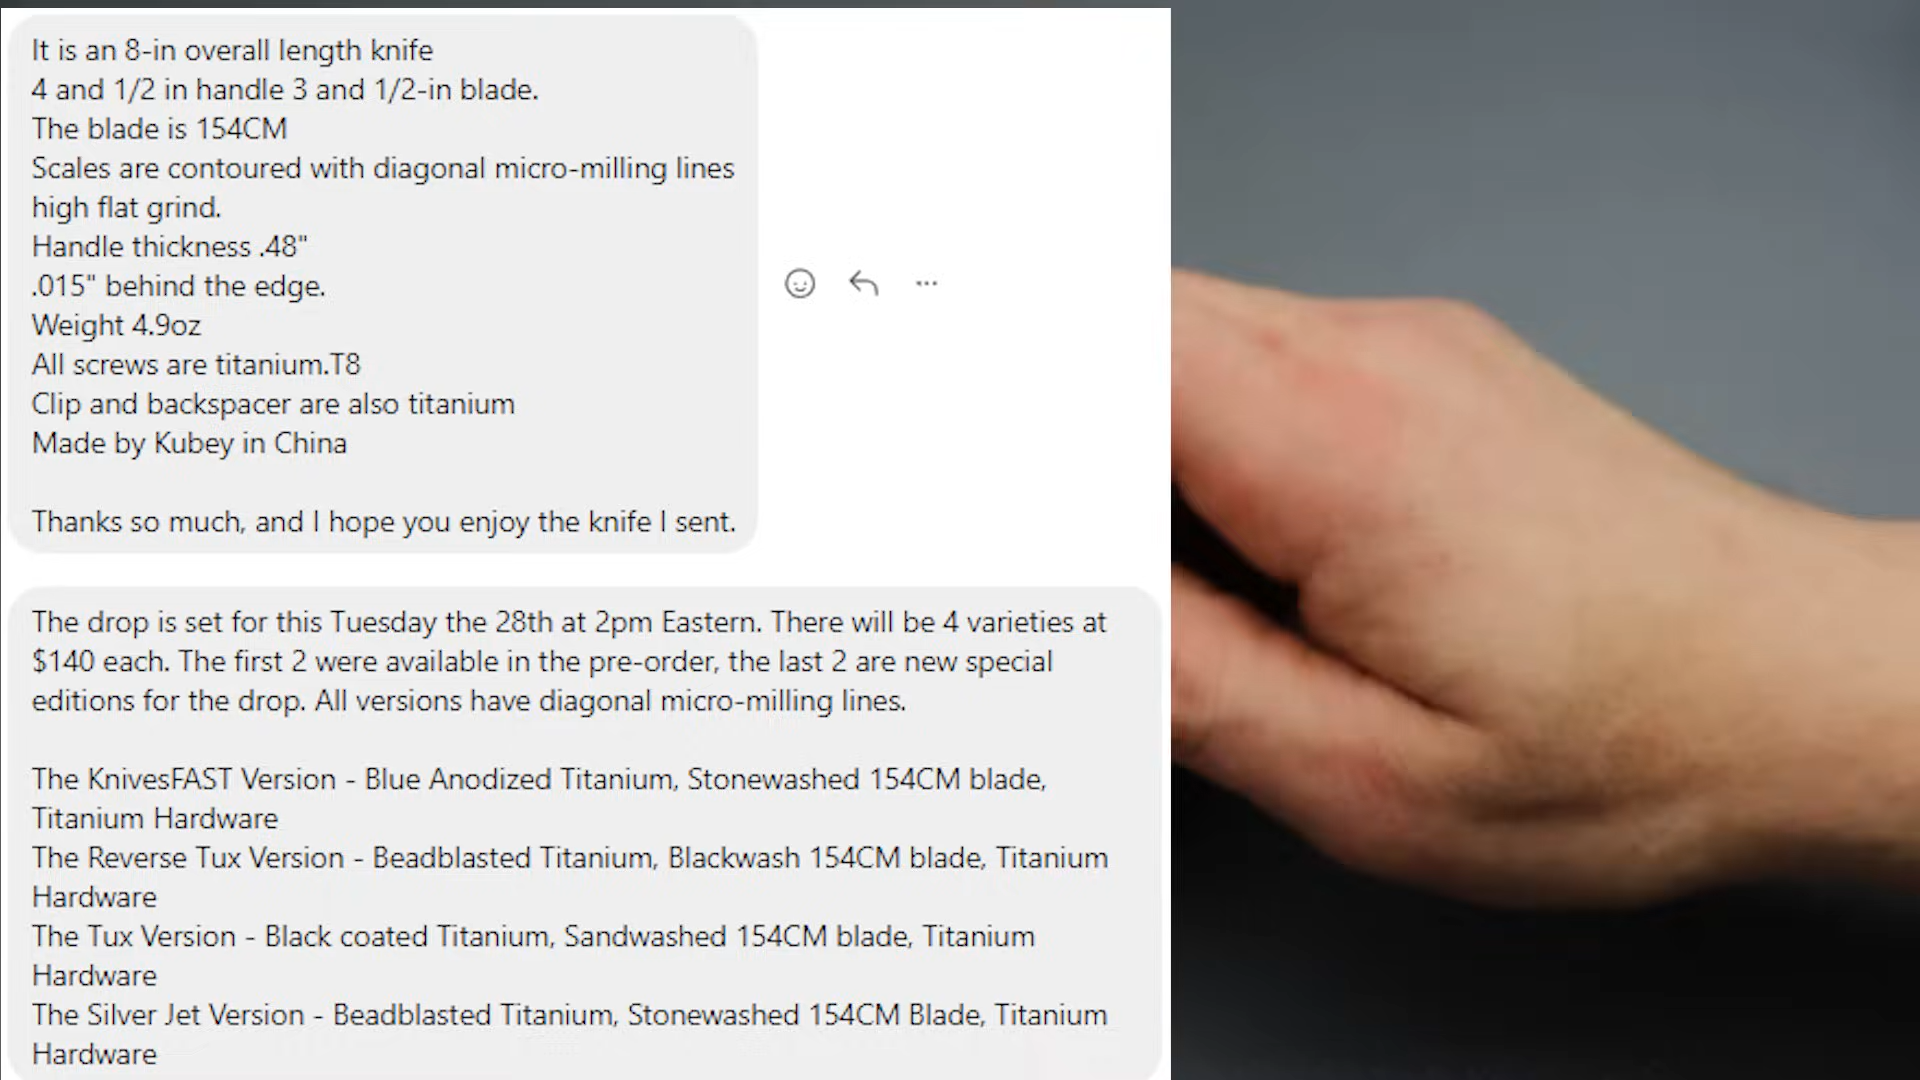 It is an 8-in overall length knife
4 and 1/2 in handle 3 and 1/2-in blade.
The blade is 154CM
Scales are contoured with diagonal micro-milling lines
high flat grind.
Handle thickness .48"
.015" behind the edge.
Weight 4.9oz
All screws are titanium.T8
Clip and backspacer are also titanium
Made by Kubey in China
Thanks so much, and I hope you enjoy the knife I sent.
The drop is set for this Tuesday the 28th at 2pm Eastern. There will be 4 varieties at
$140 each. The first 2 were available in the pre-order, the last 2 are new special
editions for the drop. All versions have diagonal micro-milling lines.
The KnivesFAST Version - Blue Anodized Titanium, Stonewashed 154CM blade,
Titanium Hardware
The Reverse Tux Version - Beadblasted Titanium, Blackwash 154CM blade, Titanium
Hardware
The Tux Version - Black coated Titanium, Sandwashed 154CM blade, Titanium
Hardware
The Silver Jet Version - Beadblasted Titanium, Stonewashed 154CM Blade, Titanium
Hardware